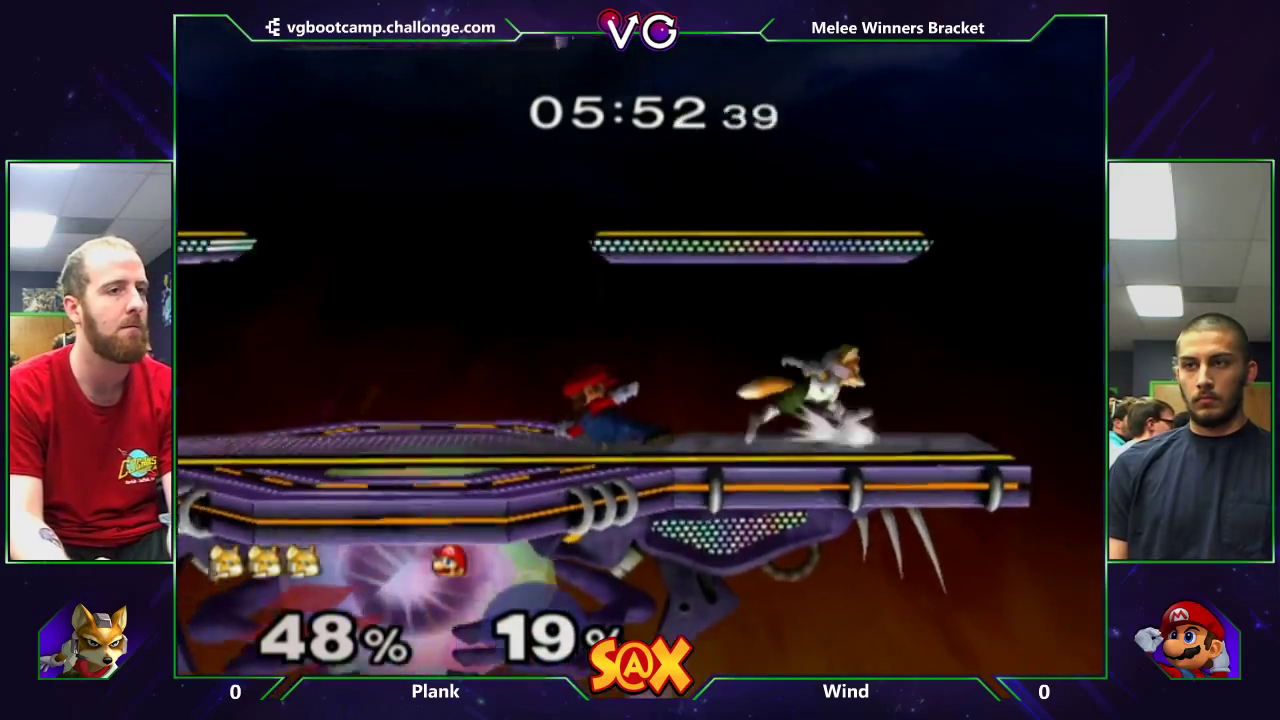 vgbootcamp.challonge.com
VG
Melee Winners Bracket
05:52 39
48%
19%
S@X
0
Plank
Wind
0